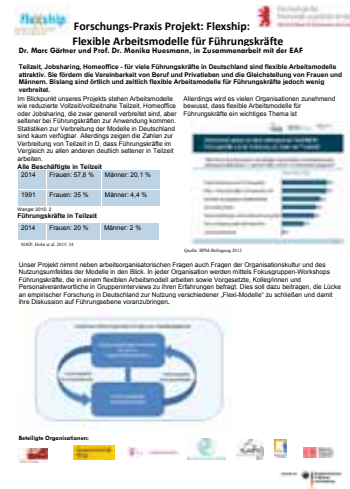 Flexship
Forschungs-Praxis Projekt: Flexship:
Flexible Arbeitsmodelle für Führungskräfte
Dr. Marc Gärtner und Prof. Dr. Monika Huesmann, in Zusammenarbeit mit der EAF
Teilzeit, Jobsharing, Homeoffice - für viele Führungskräfte in Deutschland sind flexible Arbeitsmodelle
attraktiv. Sie fördern die Vereinbarkeit von Beruf und Privatleben und die Gleichstellung von Frauen und
Männern. Bislang sind örtlich und zeitlich flexible Arbeitsmodelle für Führungskräfte jedoch wenig
verbreitet.
Im Blickpunkt unseres Projekts stehen Arbeitsmodelle
wie reduzierte Vollzeit/vollzeitnahe Teilzeit, Homeoffice
oder Jobsharing, die zwar generell verbreitet sind, aber
seltener bei Führungskräften zur Anwendung kommen.
Statistiken zur Verbreitung der Modelle in Deutschland
sind kaum verfügbar. Allerdings zeigen die Zahlen zur
Verbreitung von Teilzeit in D, dass Führungskräfte im
Vergleich zu allen anderen deutlich seltener in Teilzeit
arbeiten.
Alle Beschäftigte in Teilzeit
2014 Frauen: 57,8 % Männer: 20,1 %
1991 Frauen: 35 % Männer: 4,4 %
Wanger 2015: 2
Führungskräfte in Teilzeit
2014 Frauen: 20 % Männer: 2 %
SOEP, Holst et al. 2015: 34
Allerdings wird es vielen Organisationen zunehmend
bewusst, dass flexible Arbeitsmodelle für
Führungskräfte ein wichtiges Thema ist
Quelle: BPM-Befragung 2012
Unser Projekt nimmt neben arbeitsorganisatorischen Fragen auch Fragen der Organisationskultur und des
Nutzungsumfeldes der Modelle in den Blick. In jeder Organisation werden mittels Fokusgruppen-Workshops
Führungskräfte, die in einem flexiblen Arbeitsmodell arbeiten sowie Vorgesetzte, Kolleg/innen und
Personalverantwortliche in Gruppeninterviews zu ihren Erfahrungen befragt. Dies soll dazu beitragen, die Lücke
an empirischer Forschung in Deutschland zur Nutzung verschiedener „Flexi-Modelle“ zu schließen und damit
ihre Diskussion auf Führungsebene voranzubringen.
Beteiligte Organisationen: